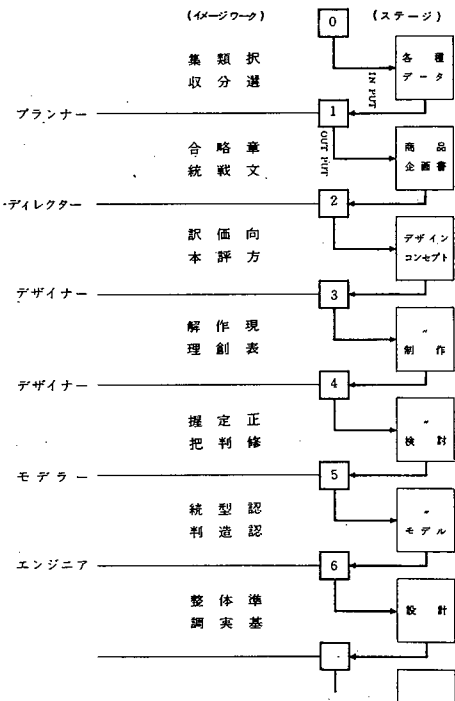 (イメージワーク) (ステージ)
0
集 類 択
収 分 選
各 種
データ
IN PUT
プランナー
1
OUT PUT
合 略 章
統 戦 文
商 品
企画書
ディレクター
2
訳 価 向
本 評 方
デザイン
コンセプト
デザイナー
3
解 作 現
理 創 表
〃
制 作
デザイナー
4
握 定 正
把 判 修
〃
検 討
モデラー
5
統 型 認
判 造 認
〃
モデル
エンジニア
6
整 体 準
調 実 基
設 計